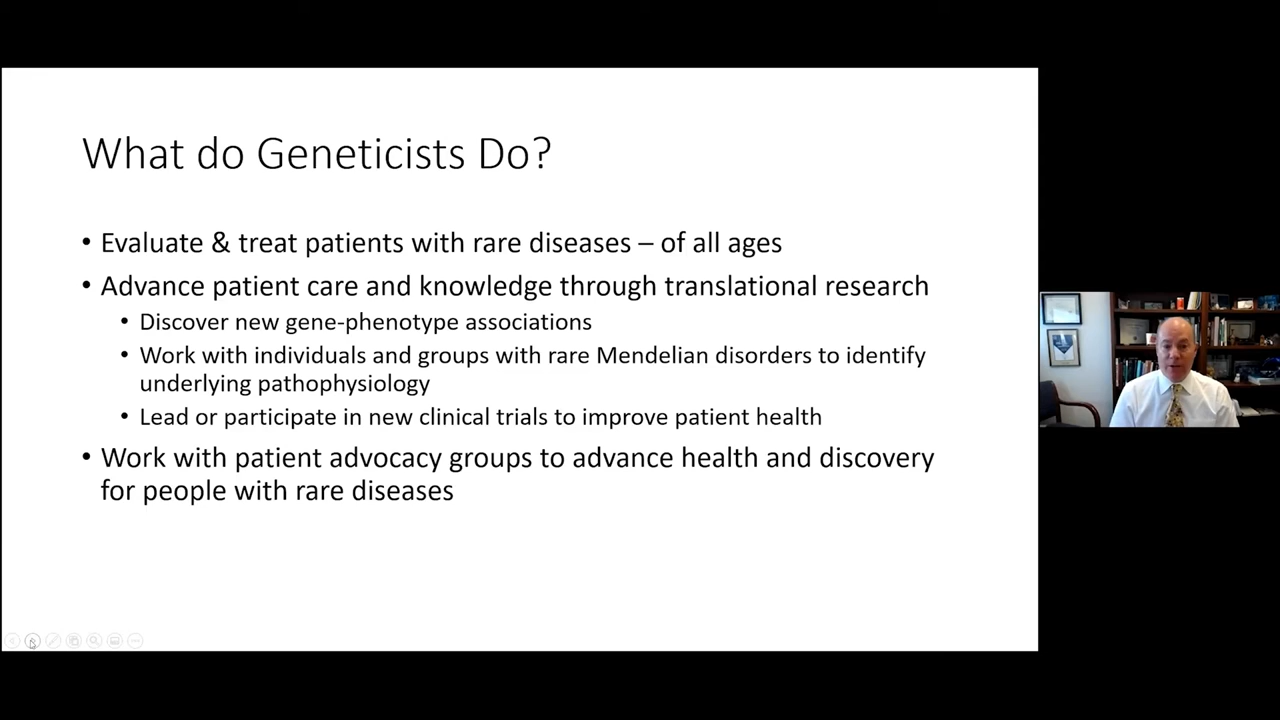 What do Geneticists Do?
• Evaluate & treat patients with rare diseases – of all ages
• Advance patient care and knowledge through translational research
• Discover new gene-phenotype associations
• Work with individuals and groups with rare Mendelian disorders to identify
underlying pathophysiology
• Lead or participate in new clinical trials to improve patient health
• Work with patient advocacy groups to advance health and discovery
for people with rare diseases